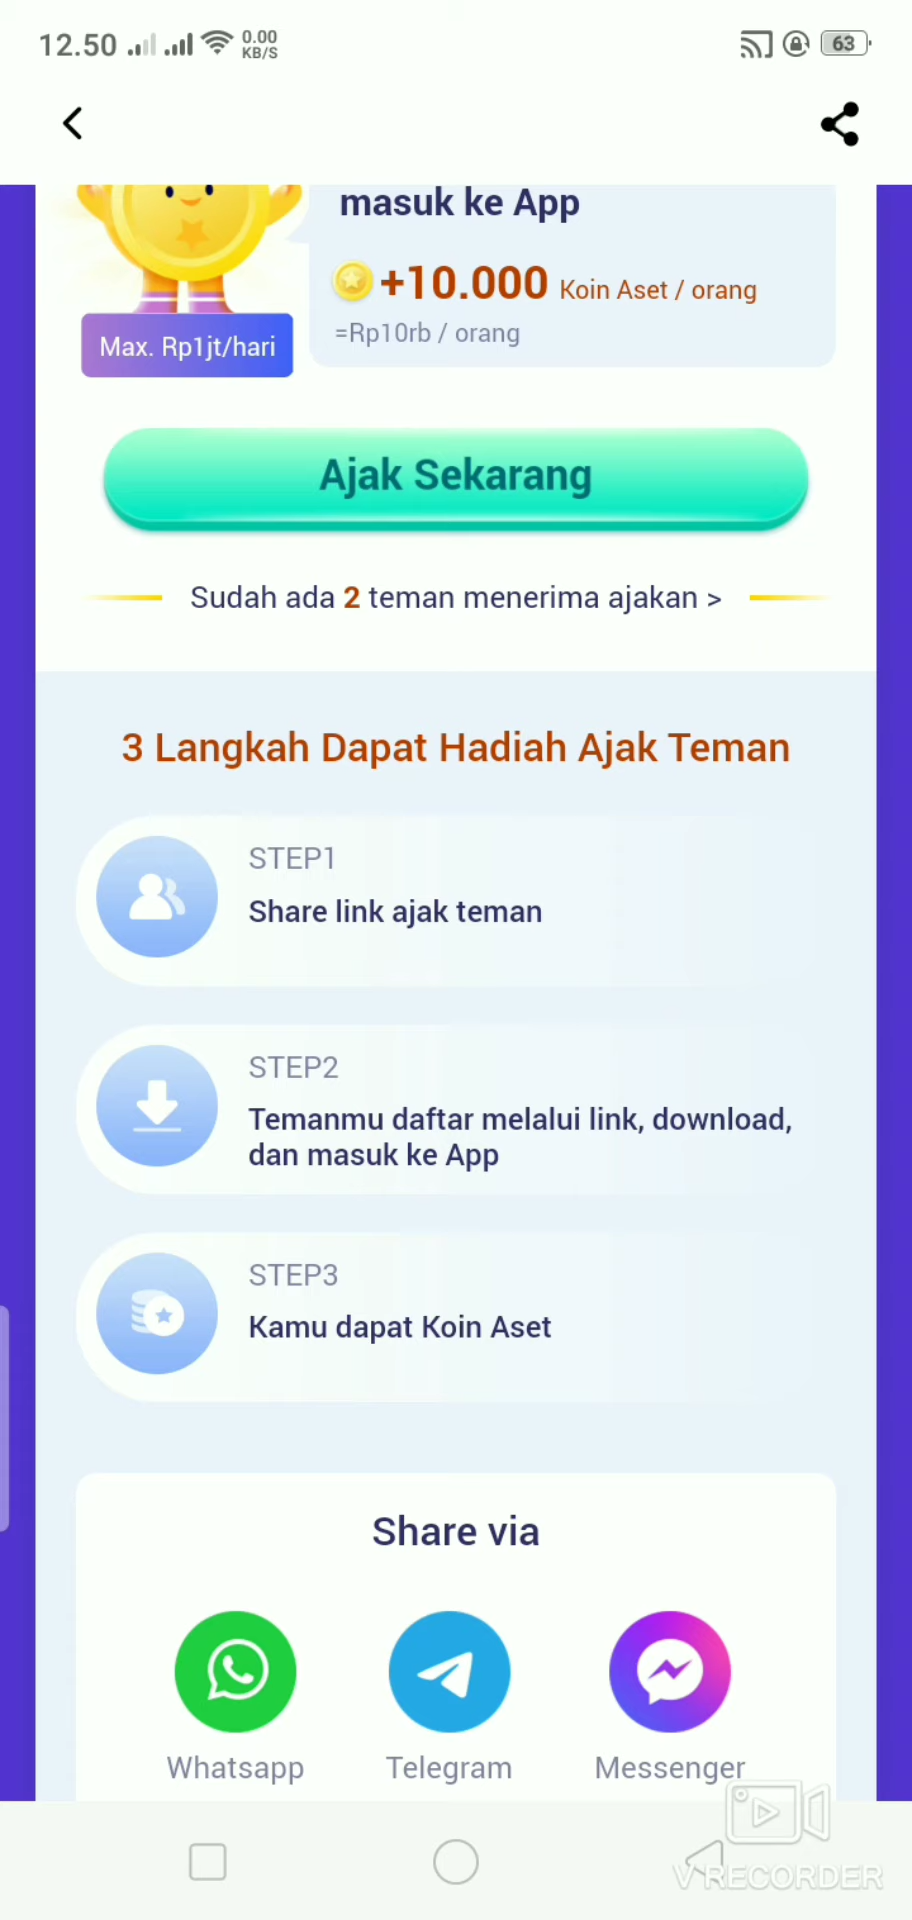 12.50
0.00
KB/S
63
masuk ke App
+10.000 Koin Aset / orang
=Rp10rb / orang
Max. Rp1jt/hari
Ajak Sekarang
Sudah ada 2 teman menerima ajakan >
3 Langkah Dapat Hadiah Ajak Teman
STEP1
Share link ajak teman
STEP2
Temanmu daftar melalui link, download,
dan masuk ke App
STEP3
Kamu dapat Koin Aset
Share via
Whatsapp
Telegram
Messenger
V RECORDER